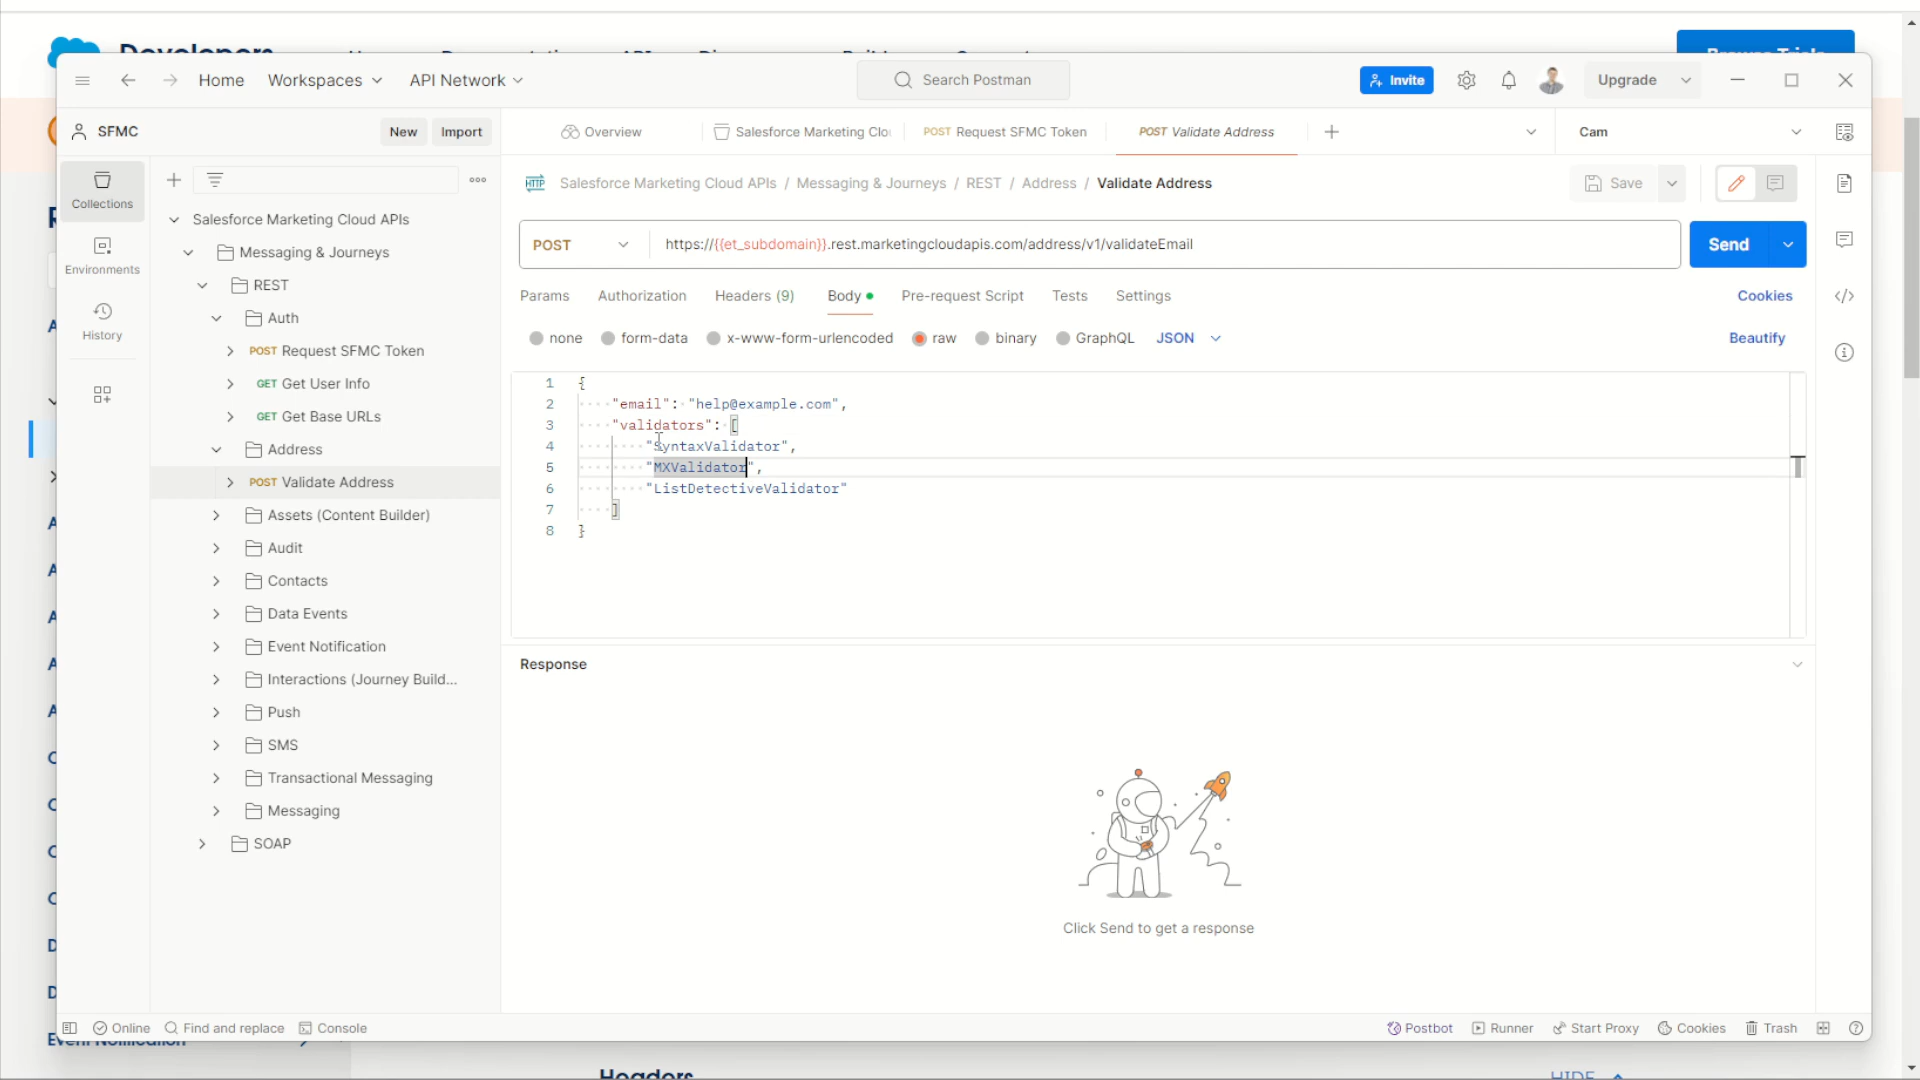 Developers
Home Workspaces API Network
Search Postman
Invite
Upgrade
SFMC
New Import
Overview
Salesforce Marketing Clo
POST Request SFMC Token
POST Validate Address
Cam
Collections
Environments
History
Salesforce Marketing Cloud APIs
Messaging & Journeys
REST
Auth
POST Request SFMC Token
GET Get User Info
GET Get Base URLs
Address
POST Validate Address
Assets (Content Builder)
Audit
Contacts
Data Events
Event Notification
Interactions (Journey Build...
Push
SMS
Transactional Messaging
Messaging
SOAP
HTTP Salesforce Marketing Cloud APIs / Messaging & Journeys / REST / Address / Validate Address
Save
POST https://{{et_subdomain}}.rest.marketingcloudapis.com/address/v1/validateEmail
Send
Params Authorization Headers (9) Body Pre-request Script Tests Settings
Cookies
none form-data x-www-form-urlencoded raw binary GraphQL JSON
Beautify
1 {
2 "email": "help@example.com",
3 "validators": [
4 "SyntaxValidator",
5 "MXValidator",
6 "ListDetectiveValidator"
7 ]
8 }
Response
Click Send to get a response
Online Find and replace Console
Postbot Runner Start Proxy Cookies Trash
Event Notification
Headers
HIDE